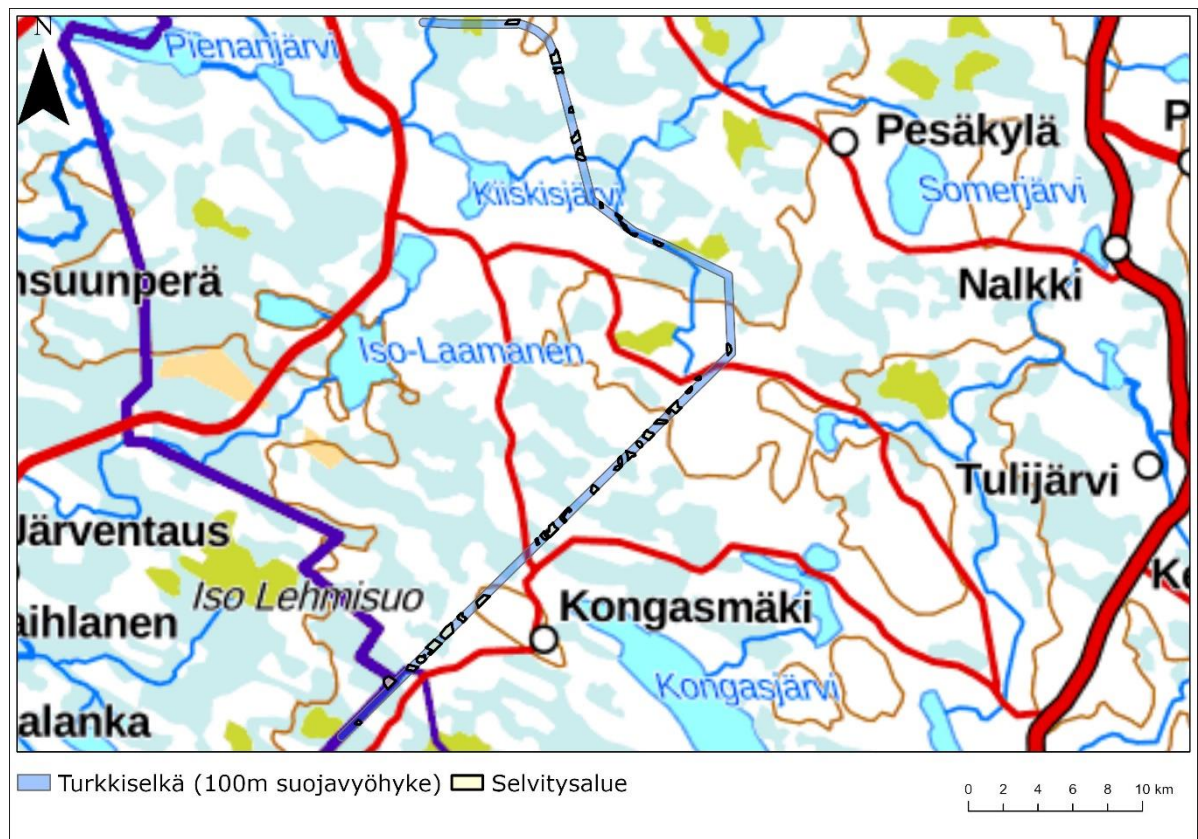 N
Pienanjärvi
Pesäkylä
P
Kiiskisjärvi
Somerjärvi
nsuunperä
Nalkki
Iso-Laamanen
Tulijärvi
Järventaus
Iso Lehmisuo
Ke
aihlanen
Kongasmäki
Kongasjärvi
alanka
Turkkiselkä (100m suojavyöhyke) Selvitysalue
0 2 4 6 8 10 km